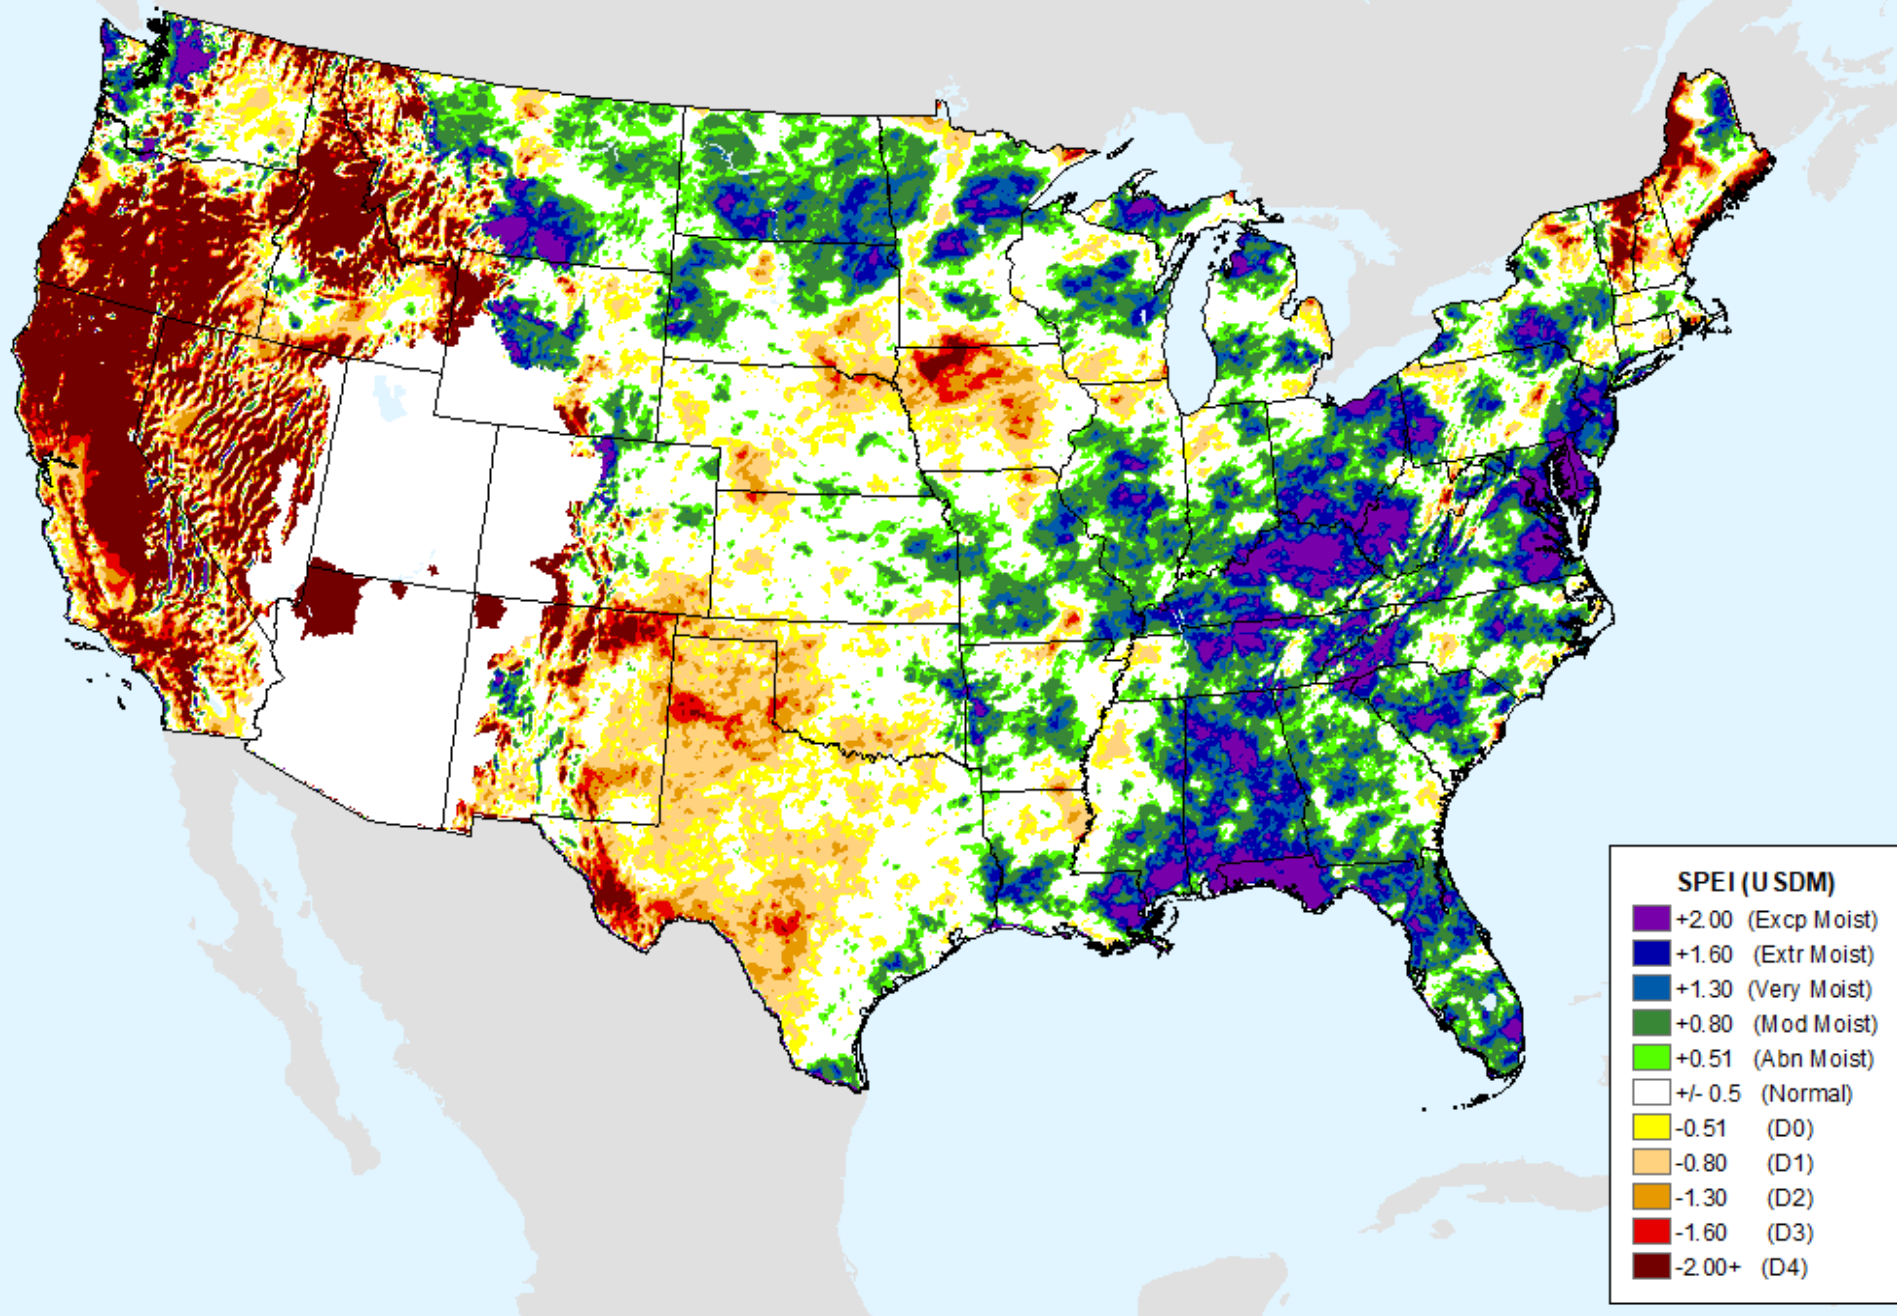 SPEI (USDM)
+2.00 (Excp Moist)
+1.60 (Extr Moist)
+1.30 (Very Moist)
+0.80 (Mod Moist)
+0.51 (Abn Moist)
+/- 0.5 (Normal)
-0.51 (D0)
-0.80 (D1)
-1.30 (D2)
-1.60 (D3)
-2.00+ (D4)